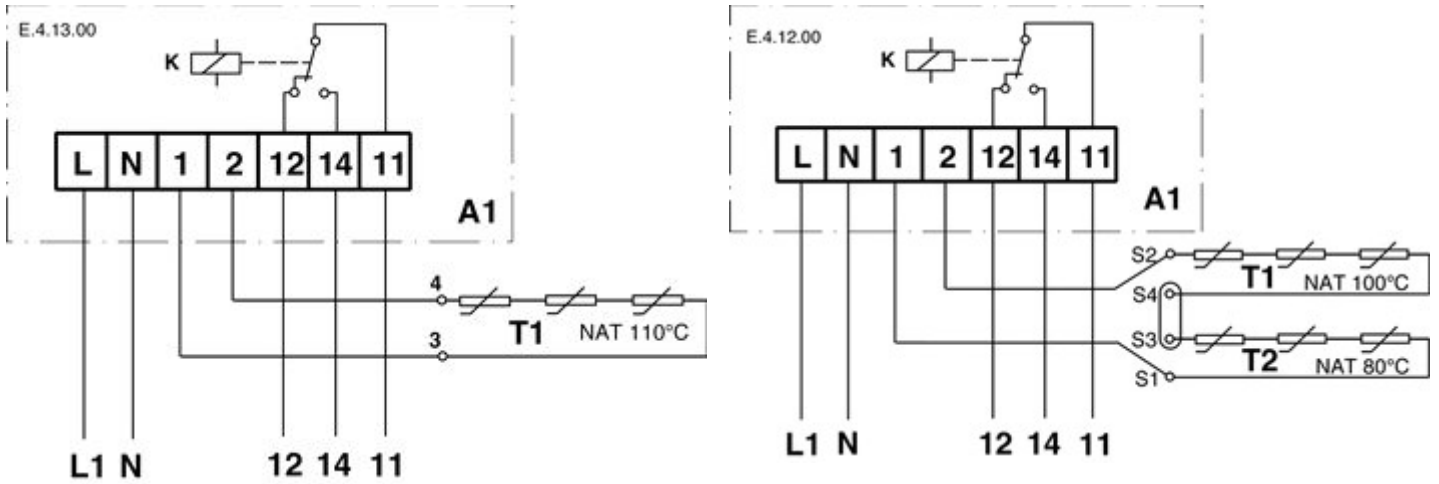 E.4.13.00
K
L N 1 2 12 14 11
A1
4
T1 NAT 110°C
3
L1 N 12 14 11
E.4.12.00
K
L N 1 2 12 14 11
A1
S2
T1 NAT 100°C
S4
S3
T2 NAT 80°C
S1
L1 N 12 14 11